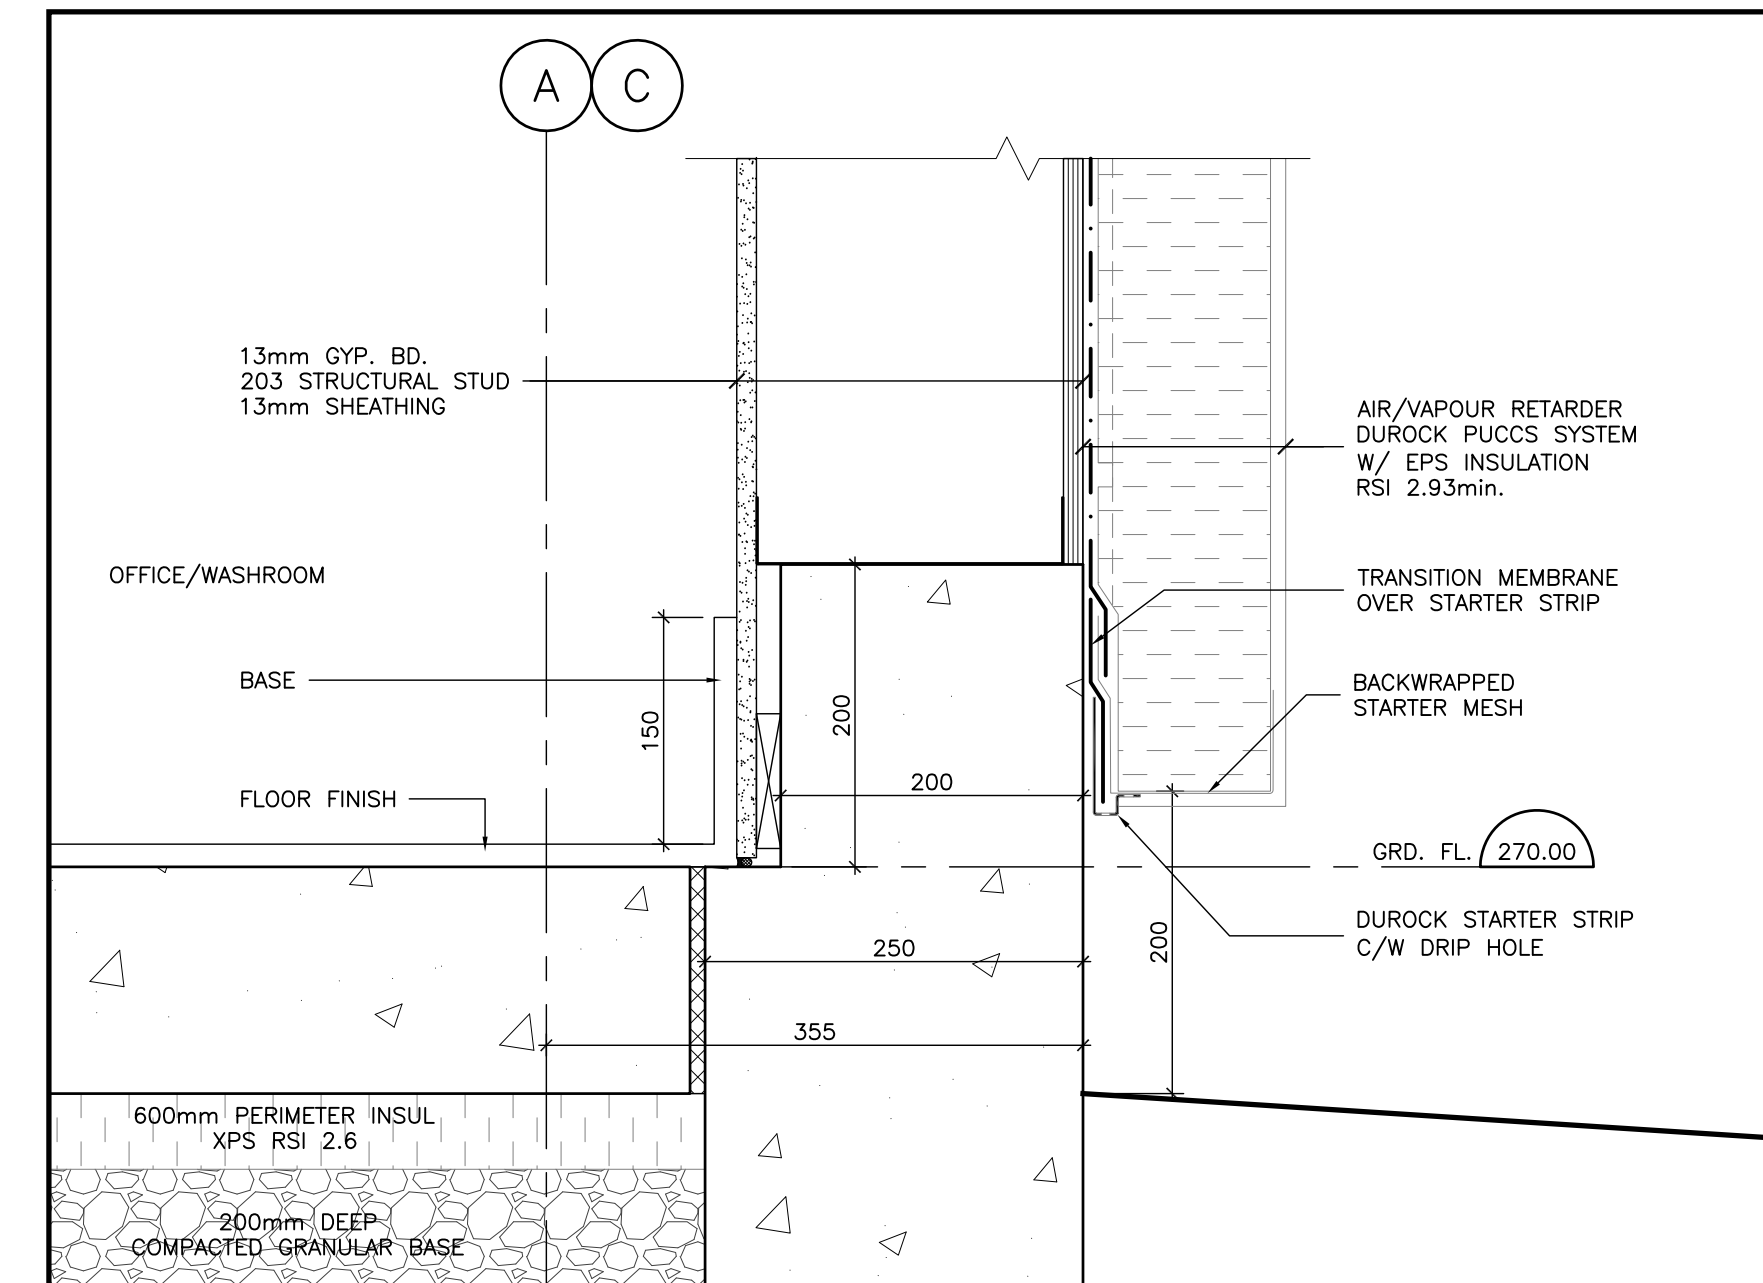 A C
13mm GYP. BD.
203 STRUCTURAL STUD
13mm SHEATHING
AIR/VAPOUR RETARDER
DUROCK PUCCS SYSTEM
W/ EPS INSULATION
RSI 2.93min.
OFFICE/WASHROOM
TRANSITION MEMBRANE
OVER STARTER STRIP
BASE
BACKWRAPPED
STARTER MESH
150
200
200
FLOOR FINISH
GRD. FL. 270.00
DUROCK STARTER STRIP
C/W DRIP HOLE
200
250
355
600mm PERIMETER INSUL
XPS RSI 2.6
200mm DEEP
COMPACTED GRANULAR BASE